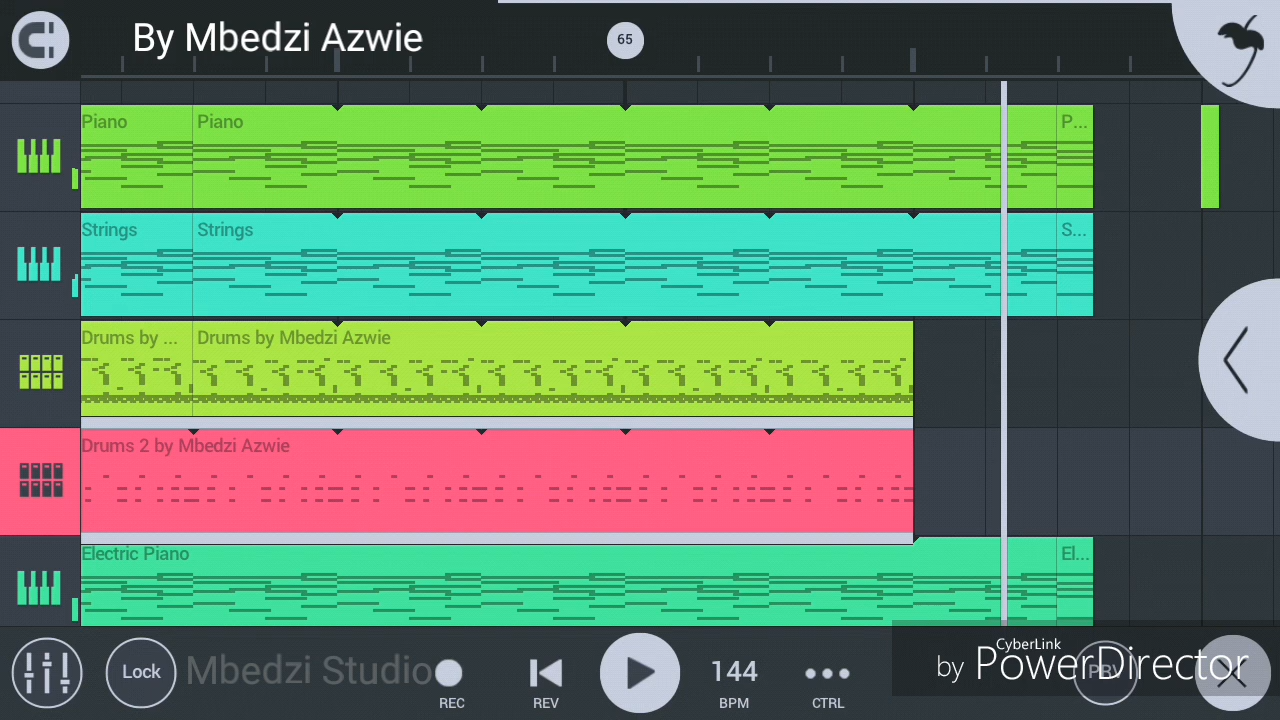 By Mbedzi Azwie
65
Piano Piano P...
Strings Strings S...
Drums by ... Drums by Mbedzi Azwie
Drums 2 by Mbedzi Azwie
Electric Piano El...
Lock
Mbedzi Studio
REC
REV
144
BPM
CTRL
PRV
CyberLink
by PowerDirector